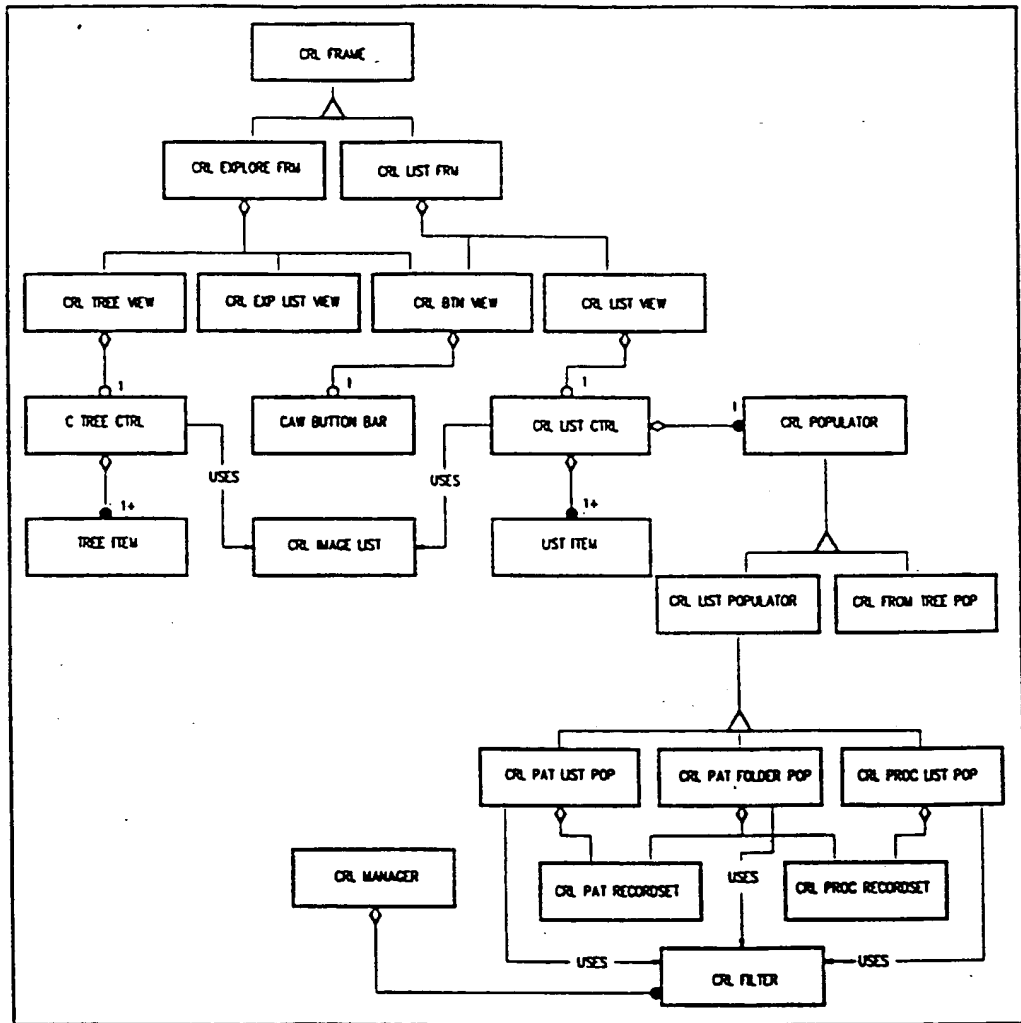 CRL FRAME
CRL EXPLORE FRM
CRL LIST FRM
CRL TREE VIEW
CRL EXP LIST VIEW
CRL BTN VIEW
CRL LIST VIEW
1
1
1
1
C TREE CTRL
CAW BUTTON BAR
CRL LIST CTRL
CRL POPULATOR
USES
USES
1+
1+
TREE ITEM
CRL IMAGE LIST
LIST ITEM
CRL LIST POPULATOR
CRL FROM TREE POP
CRL PAT LIST POP
CRL PAT FOLDER POP
CRL PROC LIST POP
CRL MANAGER
CRL PAT RECORDSET
USES
CRL PROC RECORDSET
USES
USES
CRL FILTER